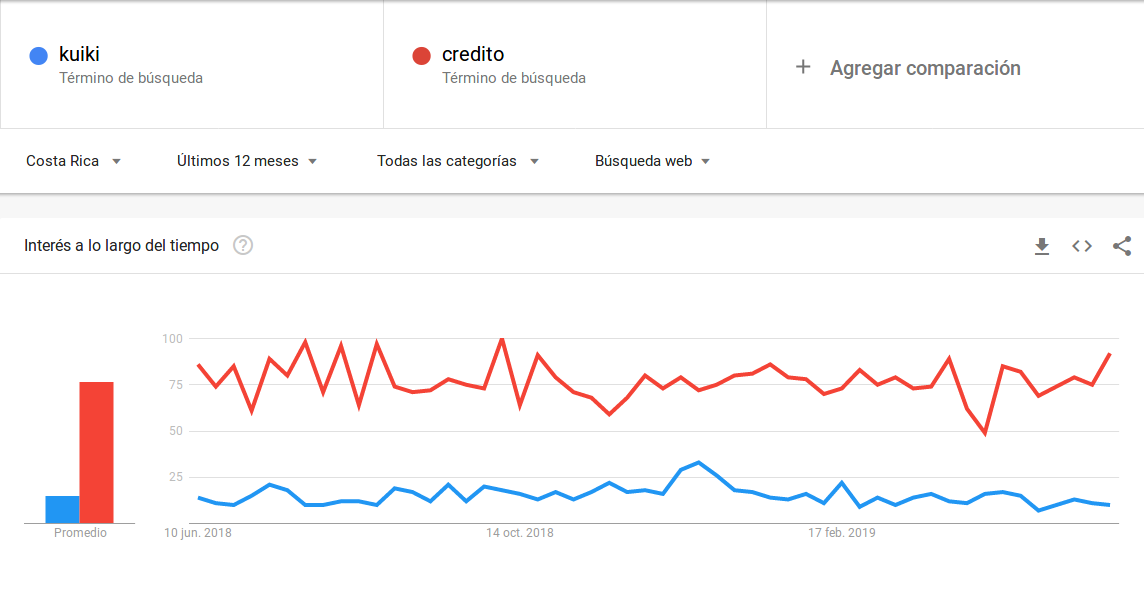 kuiki
Término de búsqueda
credito
Término de búsqueda
+ Agregar comparación
Costa Rica
Últimos 12 meses
Todas las categorías
Búsqueda web
Interés a lo largo del tiempo ?
100
75
50
25
Promedio
10 jun. 2018
14 oct. 2018
17 feb. 2019